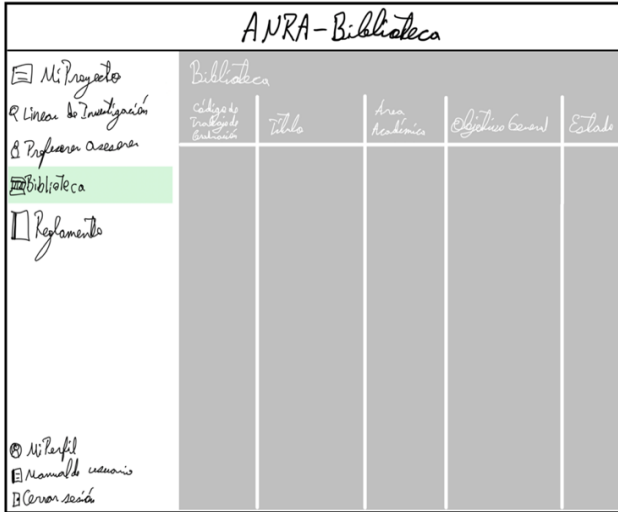 ANRA-Biblioteca
Mi Proyecto
Lineas de Investigación
Profesores asesores
Biblioteca
Reglamento
Mi Perfil
Manual de usuario
Cerrar sesión
Biblioteca
Código de
Trabajo de
Graduación
Título
Área
Académica
Objetivo General
Estado